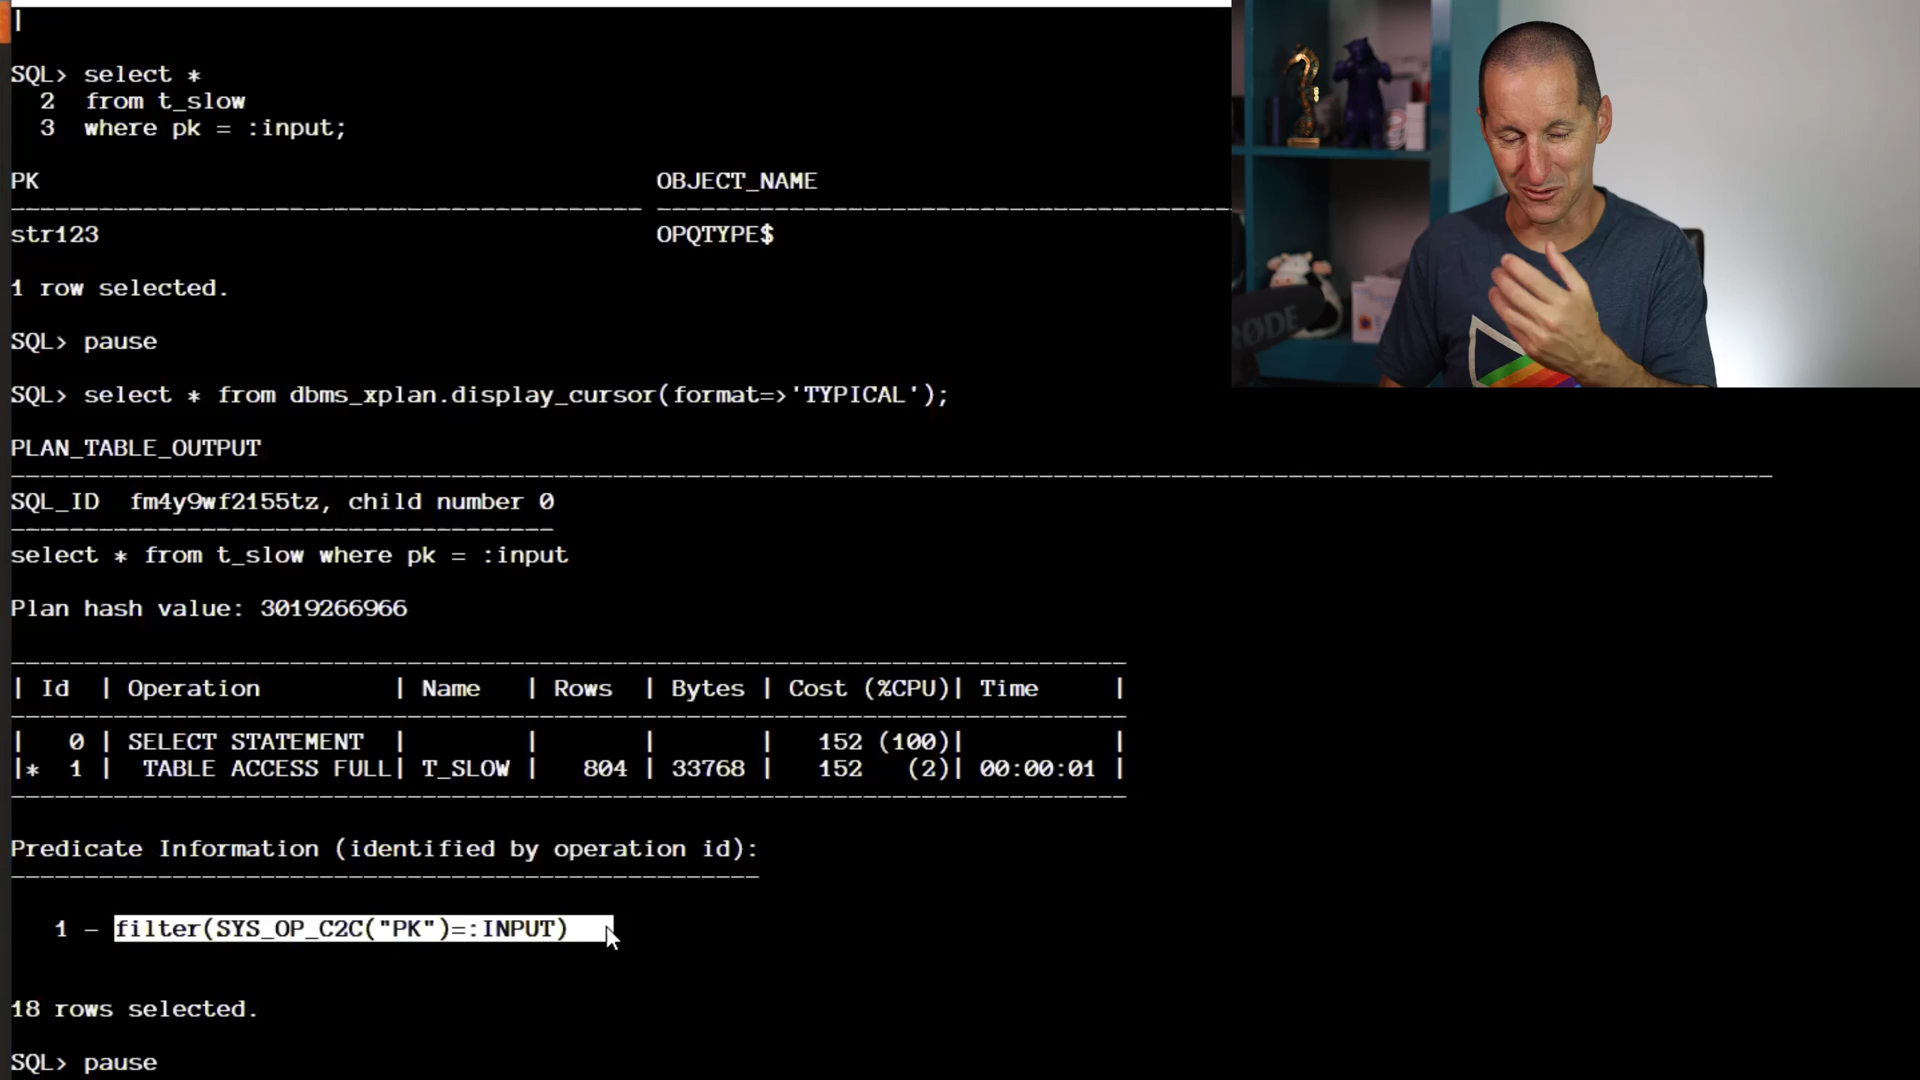 SQL> select *
2 from t_slow
3 where pk = :input;
PK OBJECT_NAME
---------------------------------------- ----------------------------------------
str123 OPQTYPE$
1 row selected.
SQL> pause
SQL> select * from dbms_xplan.display_cursor(format=>'TYPICAL');
PLAN_TABLE_OUTPUT
------------------------------------------------------------------------------------------------------------------------
SQL_ID fm4y9wf2155tz, child number 0
-------------------------------------
select * from t_slow where pk = :input
Plan hash value: 3019266966
----------------------------------------------------------------------------
| Id | Operation | Name | Rows | Bytes | Cost (%CPU)| Time |
----------------------------------------------------------------------------
| 0 | SELECT STATEMENT | | | | 152 (100)| |
|* 1 | TABLE ACCESS FULL| T_SLOW | 804 | 33768 | 152 (2)| 00:00:01 |
----------------------------------------------------------------------------
Predicate Information (identified by operation id):
---------------------------------------------------
1 - filter(SYS_OP_C2C("PK")=:INPUT)
18 rows selected.
SQL> pause
RØDE